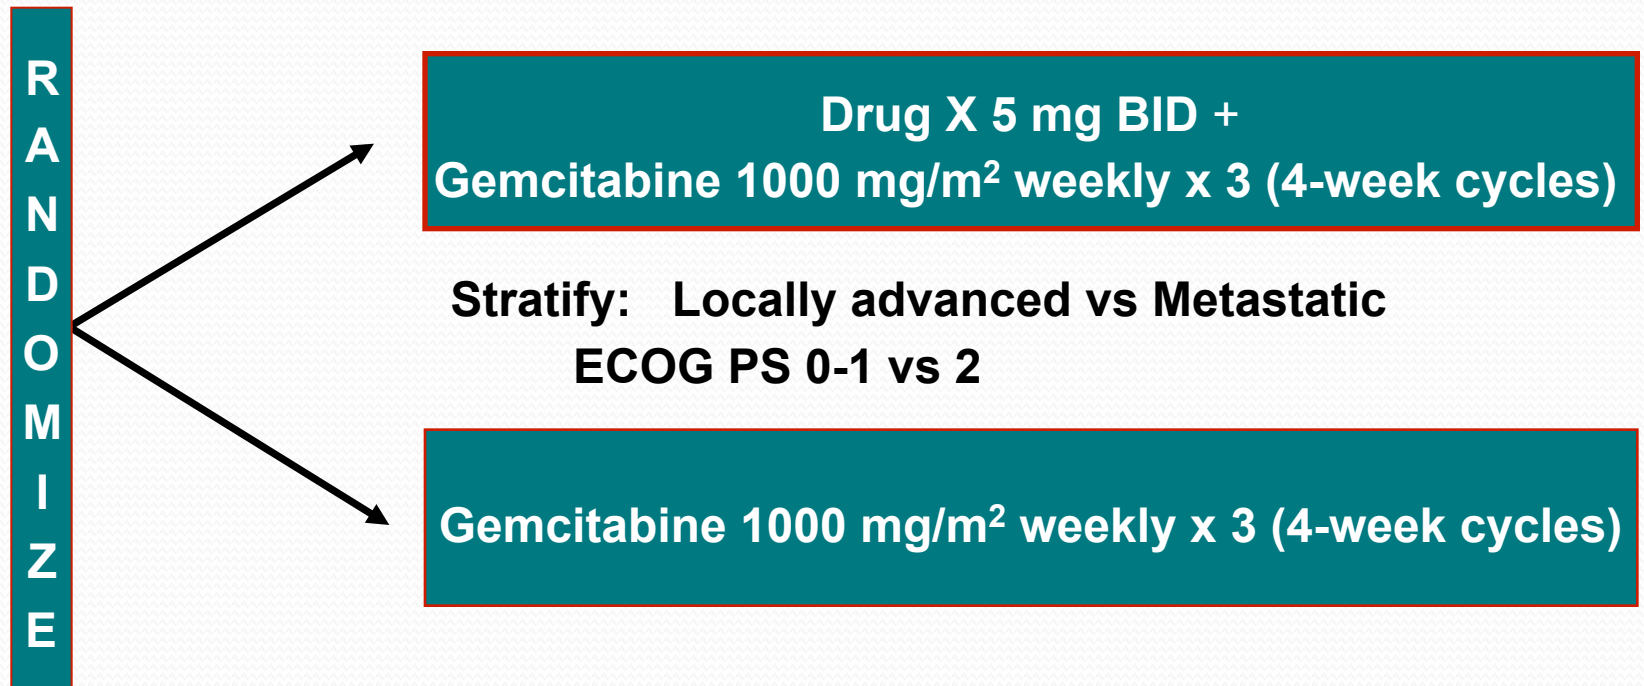 RANDOMIZE
Drug X 5 mg BID +
Gemcitabine 1000 mg/m² weekly x 3 (4-week cycles)
Stratify: Locally advanced vs Metastatic
ECOG PS 0-1 vs 2
Gemcitabine 1000 mg/m² weekly x 3 (4-week cycles)